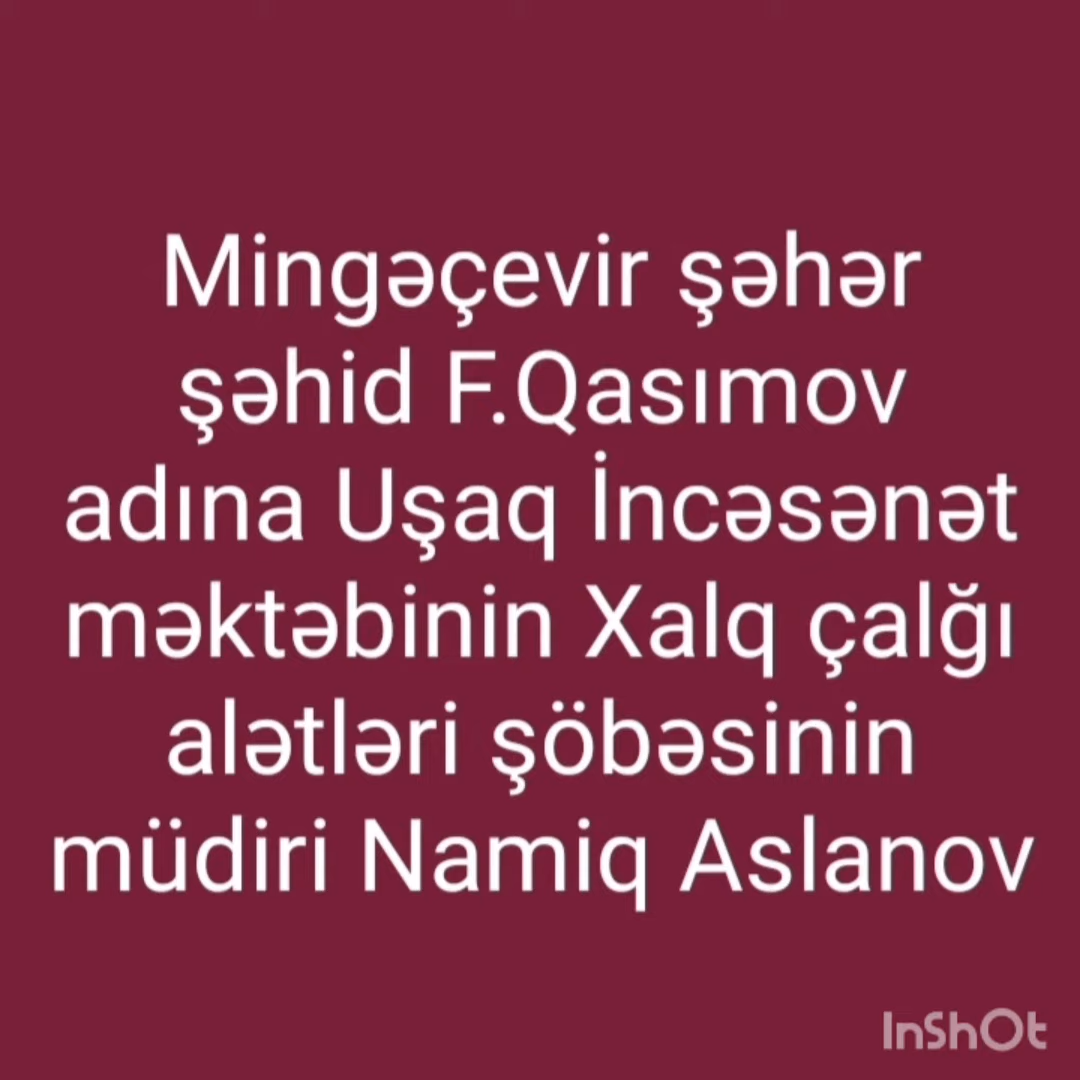 Mingəçevir şəhər
şəhid F.Qasımov
adına Uşaq İncəsənət
məktəbinin Xalq çalğı
alətləri şöbəsinin
müdiri Namiq Aslanov
InShOt